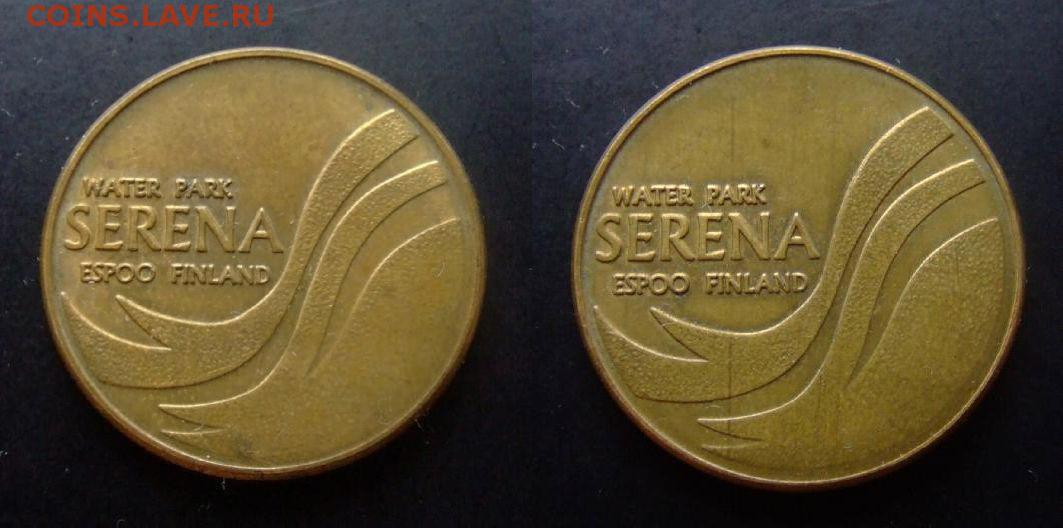 COINS.LAVE.RU
WATER PARK
SERENA
ESPOO FINLAND
WATER PARK
SERENA
ESPOO FINLAND